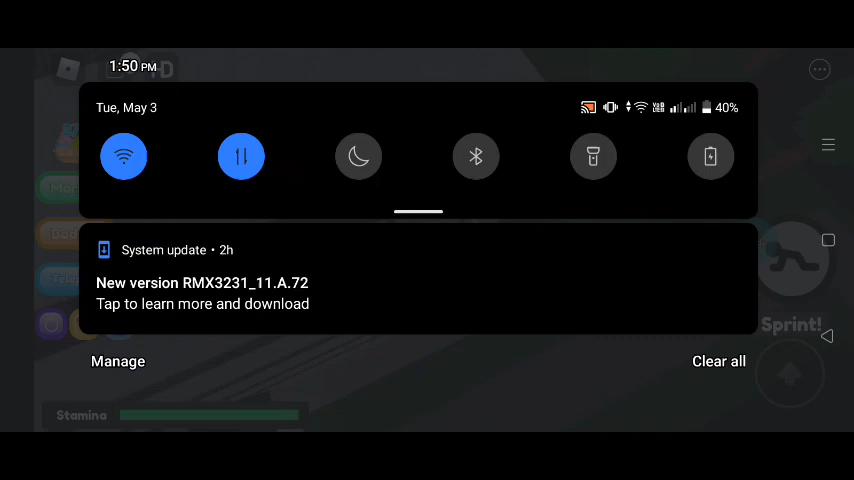 1:50 PM
Tue, May 3
40%
System update • 2h
New version RMX3231_11.A.72
Tap to learn more and download
Manage
Clear all
Sprint!
Stamina